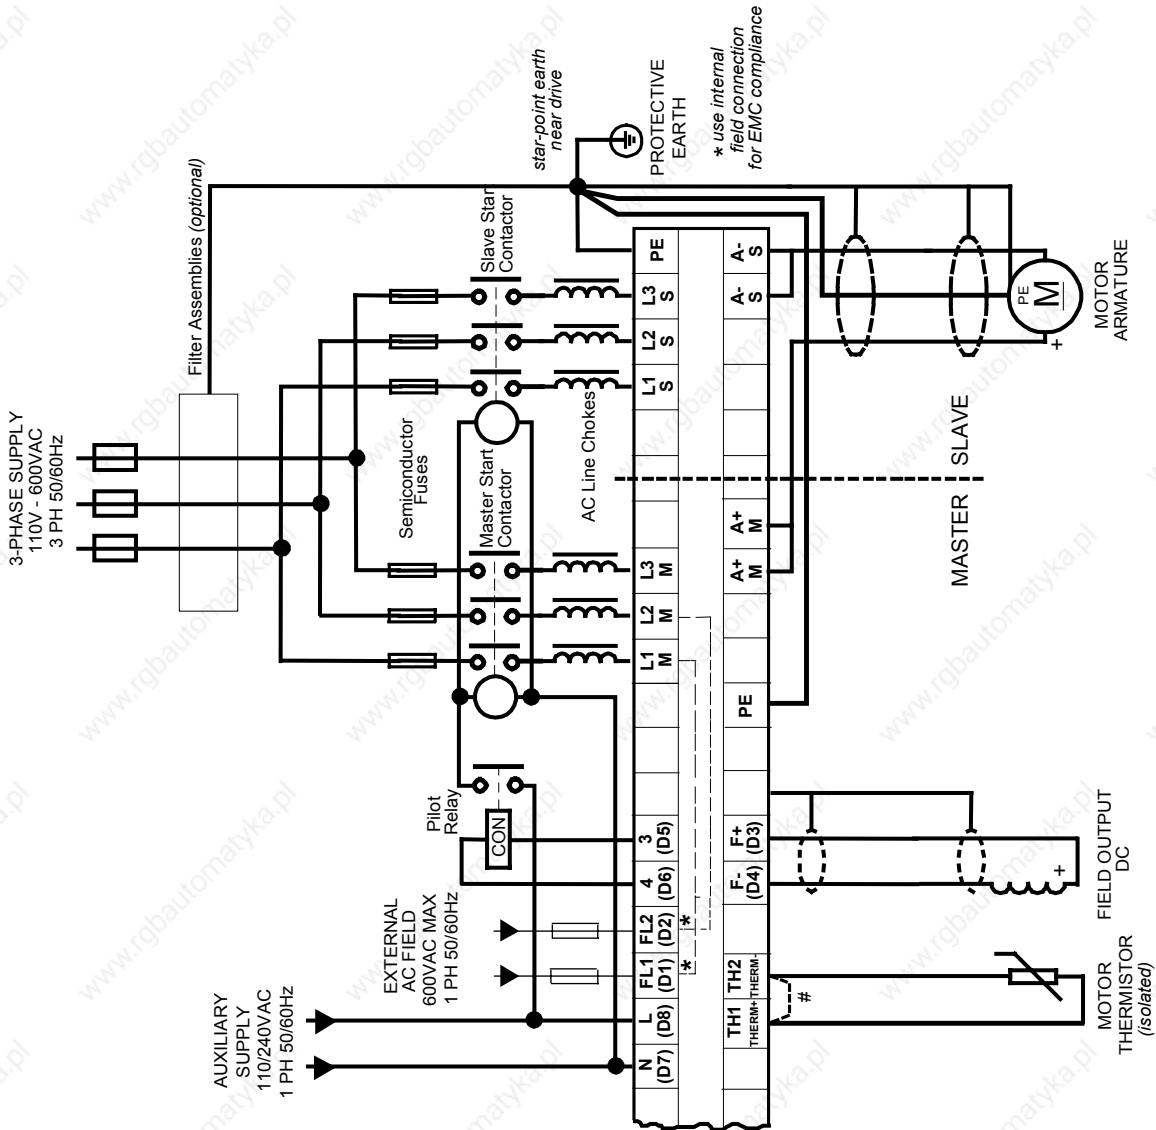 3-PHASE SUPPLY
110V - 600VAC
3 PH 50/60Hz
Filter Assemblies (optional)
star-point earth
near drive
PROTECTIVE
EARTH
* use internal
field connection
for EMC compliance
Slave Start
Contactor
Semiconductor
Fuses
Master Start
Contactor
AC Line Chokes
Pilot
Relay
CON
EXTERNAL
AC FIELD
600VAC MAX
1 PH 50/60Hz
AUXILIARY
SUPPLY
110/240VAC
1 PH 50/60Hz
N
(D7)
L
(D8)
FL1
(D1)
FL2
(D2)
4
(D6)
3
(D5)
L1
M
L2
M
L3
M
L1
S
L2
S
L3
S
PE
*
*
TH1
THERM+
TH2
THERM-
F-
(D4)
F+
(D3)
PE
A+
M
A+
M
A-
S
A-
S
#
MASTER
SLAVE
PE
M
+
MOTOR
ARMATURE
+
FIELD OUTPUT
DC
MOTOR
THERMISTOR
(isolated)
www.rgbautomatyka.pl